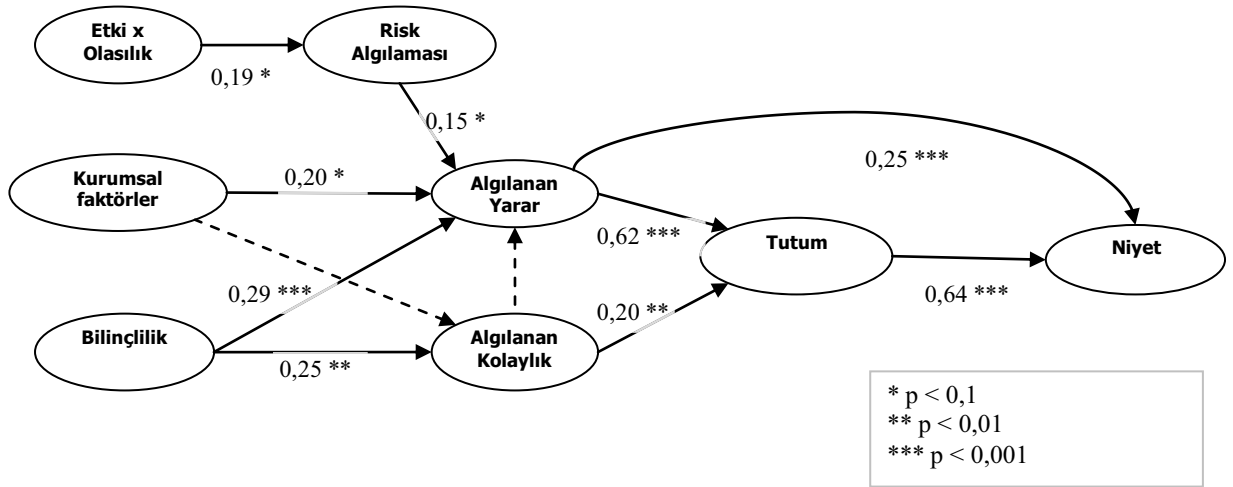 Etki x
Olasılık
Risk
Algılaması
0,19 *
0,15 *
Kurumsal
faktörler
0,20 *
Algılanan
Yarar
0,25 ***
0,62 ***
Tutum
Niyet
0,29 ***
0,20 **
0,64 ***
Bilinçlilik
Algılanan
Kolaylık
0,25 **
* p < 0,1
** p < 0,01
*** p < 0,001